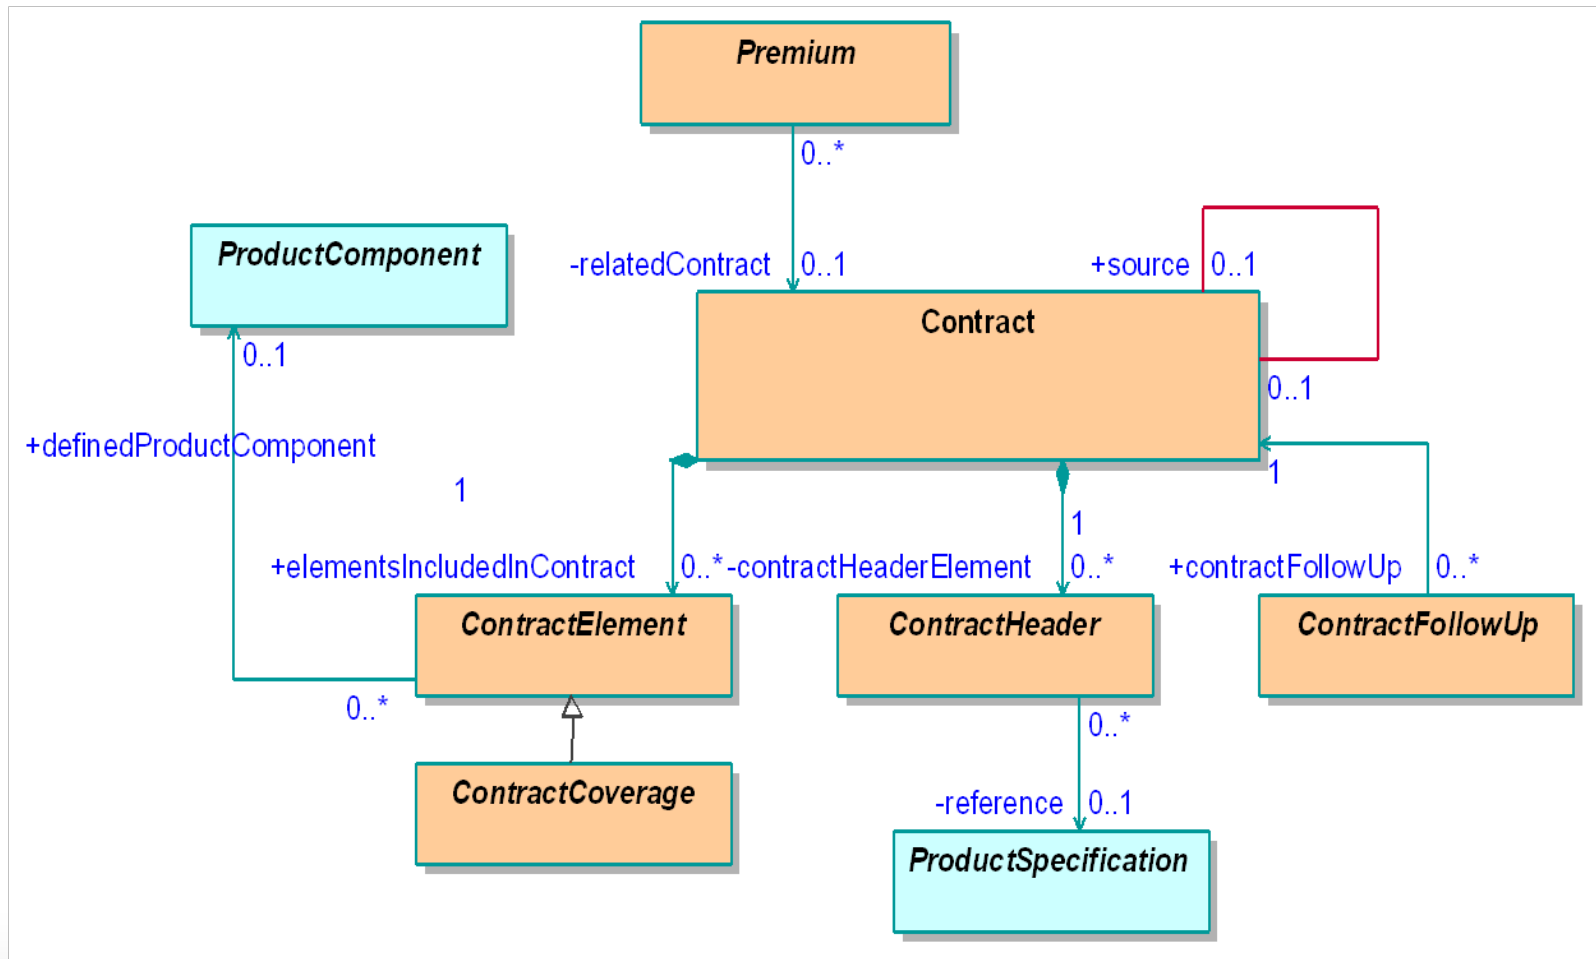 Premium
0..*
ProductComponent
-relatedContract
0..1
+source
0..1
Contract
0..1
0..1
+definedProductComponent
1
1
1
+elementsIncludedInContract
0..*
-contractHeaderElement
0..*
+contractFollowUp
0..*
ContractElement
ContractHeader
ContractFollowUp
0..*
0..*
ContractCoverage
-reference
0..1
ProductSpecification